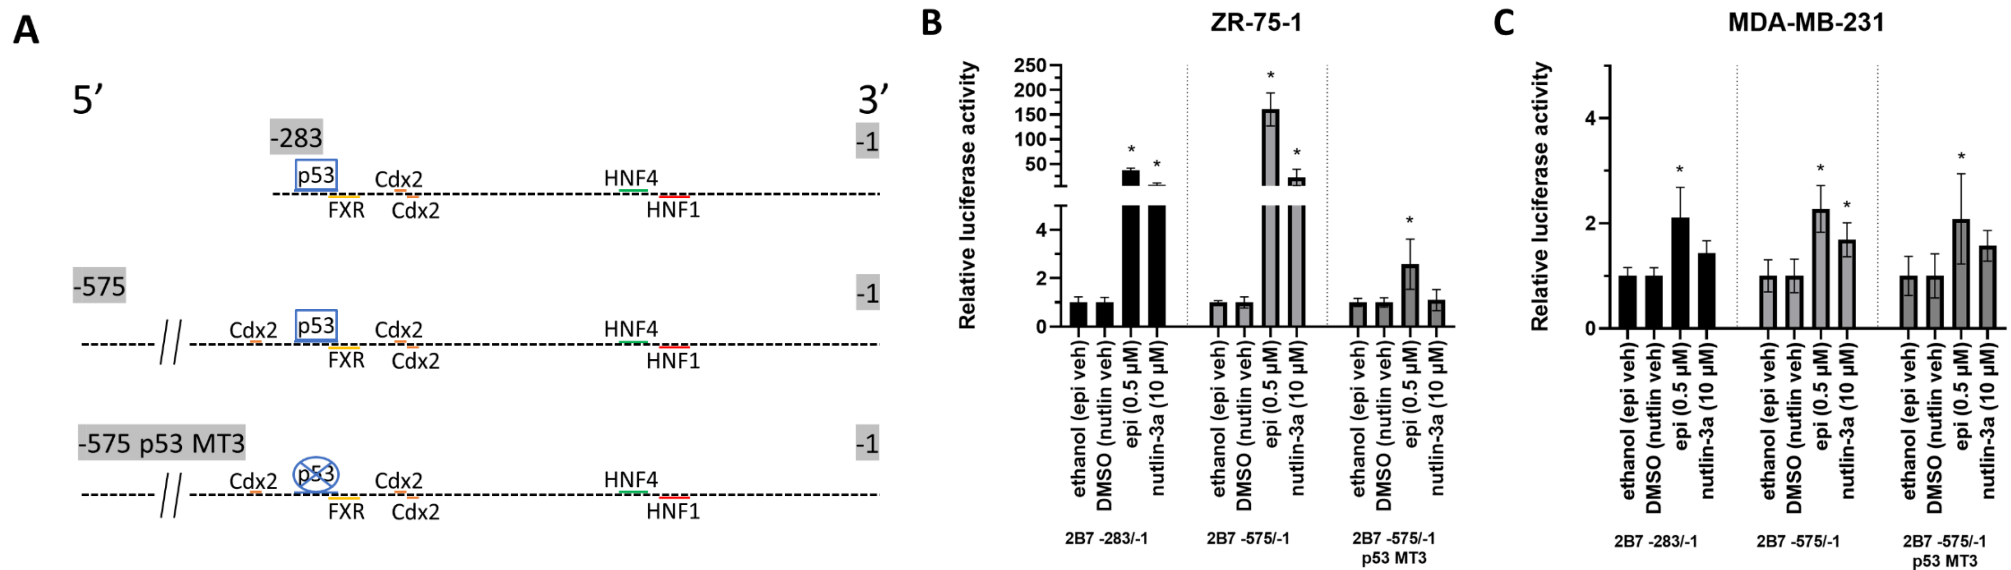 A
5’
3’
-283
-1
p53
Cdx2
HNF4
FXR
Cdx2
HNF1
-575
-1
Cdx2
p53
Cdx2
HNF4
FXR
Cdx2
HNF1
-575 p53 MT3
-1
Cdx2
p53
Cdx2
HNF4
FXR
Cdx2
HNF1
B
ZR-75-1
Relative luciferase activity
250
200
150
100
50
4
2
0
*
*
*
*
*
ethanol (epi veh)
DMSO (nutlin veh)
epi (0.5 µM)
nutlin-3a (10 µM)
ethanol (epi veh)
DMSO (nutlin veh)
epi (0.5 µM)
nutlin-3a (10 µM)
ethanol (epi veh)
DMSO (nutlin veh)
epi (0.5 µM)
nutlin-3a (10 µM)
2B7 -283/-1
2B7 -575/-1
2B7 -575/-1
p53 MT3
C
MDA-MB-231
Relative luciferase activity
4
2
0
*
*
*
*
ethanol (epi veh)
DMSO (nutlin veh)
epi (0.5 µM)
nutlin-3a (10 µM)
ethanol (epi veh)
DMSO (nutlin veh)
epi (0.5 µM)
nutlin-3a (10 µM)
ethanol (epi veh)
DMSO (nutlin veh)
epi (0.5 µM)
nutlin-3a (10 µM)
2B7 -283/-1
2B7 -575/-1
2B7 -575/-1
p53 MT3